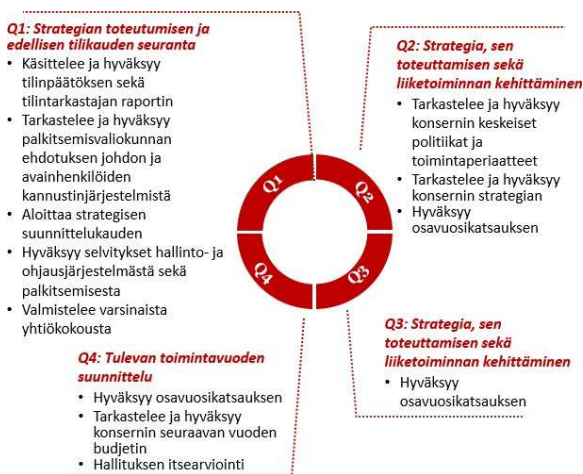 Q1: Strategian toteutumisen ja
edellisen tilikauden seuranta
• Käsittelee ja hyväksyy
tilinpäätöksen sekä
tilintarkastajan raportin
• Tarkastelee ja hyväksyy
palkitsemisvaliokunnan
ehdotuksen johdon ja
avainhenkilöiden
kannustinjärjestelmistä
• Aloittaa strategisen
suunnittelukauden
• Hyväksyy selvitykset hallinto- ja
ohjausjärjestelmästä sekä
palkitsemisesta
• Valmistelee varsinaista
yhtiökokousta
Q2: Strategia, sen
toteuttamisen sekä
liiketoiminnan kehittäminen
• Tarkastelee ja hyväksyy
konsernin keskeiset
politiikat ja
toimintaperiaatteet
• Tarkastelee ja hyväksyy
konsernin strategian
• Hyväksyy
osavuosikatsauksen
Q1
Q2
Q4
Q3
Q3: Strategia, sen
toteuttamisen sekä
liiketoiminnan kehittäminen
• Hyväksyy
osavuosikatsauksen
Q4: Tulevan toimintavuoden
suunnittelu
• Hyväksyy osavuosikatsauksen
• Tarkastelee ja hyväksyy
konsernin seuraavan vuoden
budjetin
• Hallituksen itsearviointi